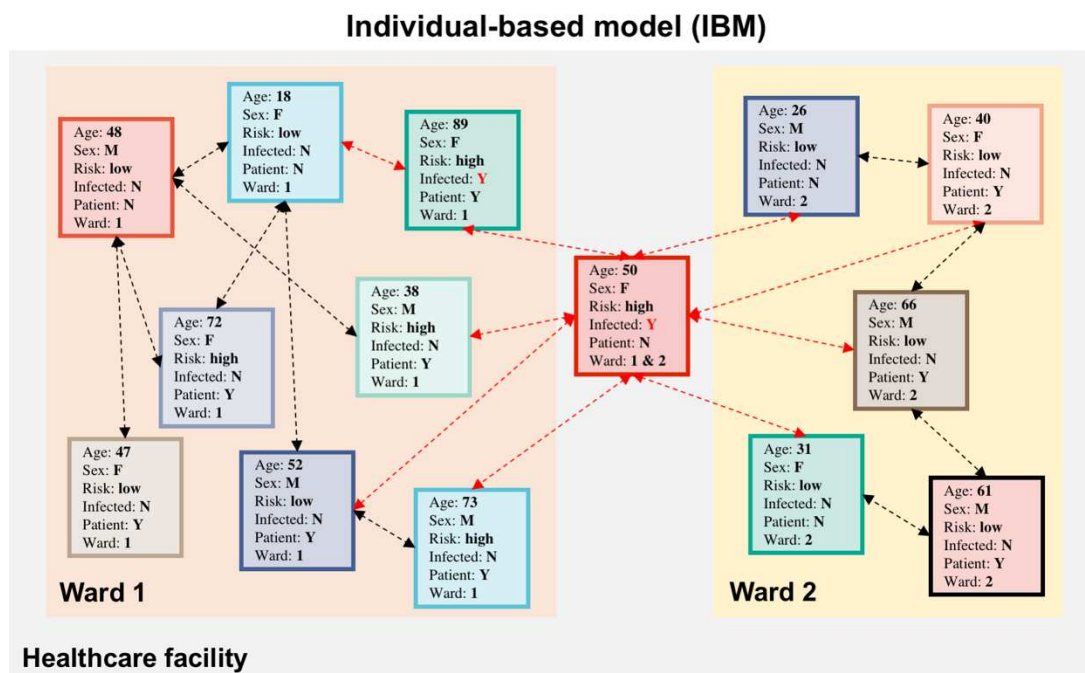 Individual-based model (IBM)
Age: 48
Sex: M
Risk: low
Infected: N
Patient: N
Ward: 1
Age: 18
Sex: F
Risk: low
Infected: N
Patient: N
Ward: 1
Age: 89
Sex: F
Risk: high
Infected: Y
Patient: Y
Ward: 1
Age: 72
Sex: F
Risk: high
Infected: N
Patient: Y
Ward: 1
Age: 38
Sex: M
Risk: high
Infected: N
Patient: Y
Ward: 1
Age: 47
Sex: F
Risk: low
Infected: N
Patient: Y
Ward: 1
Age: 52
Sex: M
Risk: low
Infected: N
Patient: Y
Ward: 1
Age: 73
Sex: M
Risk: high
Infected: N
Patient: Y
Ward: 1
Ward 1
Age: 50
Sex: F
Risk: high
Infected: Y
Patient: N
Ward: 1 & 2
Age: 26
Sex: M
Risk: low
Infected: N
Patient: N
Ward: 2
Age: 40
Sex: F
Risk: low
Infected: N
Patient: Y
Ward: 2
Age: 66
Sex: M
Risk: low
Infected: N
Patient: Y
Ward: 2
Age: 31
Sex: F
Risk: low
Infected: N
Patient: N
Ward: 2
Age: 61
Sex: M
Risk: low
Infected: N
Patient: Y
Ward: 2
Ward 2
Healthcare facility